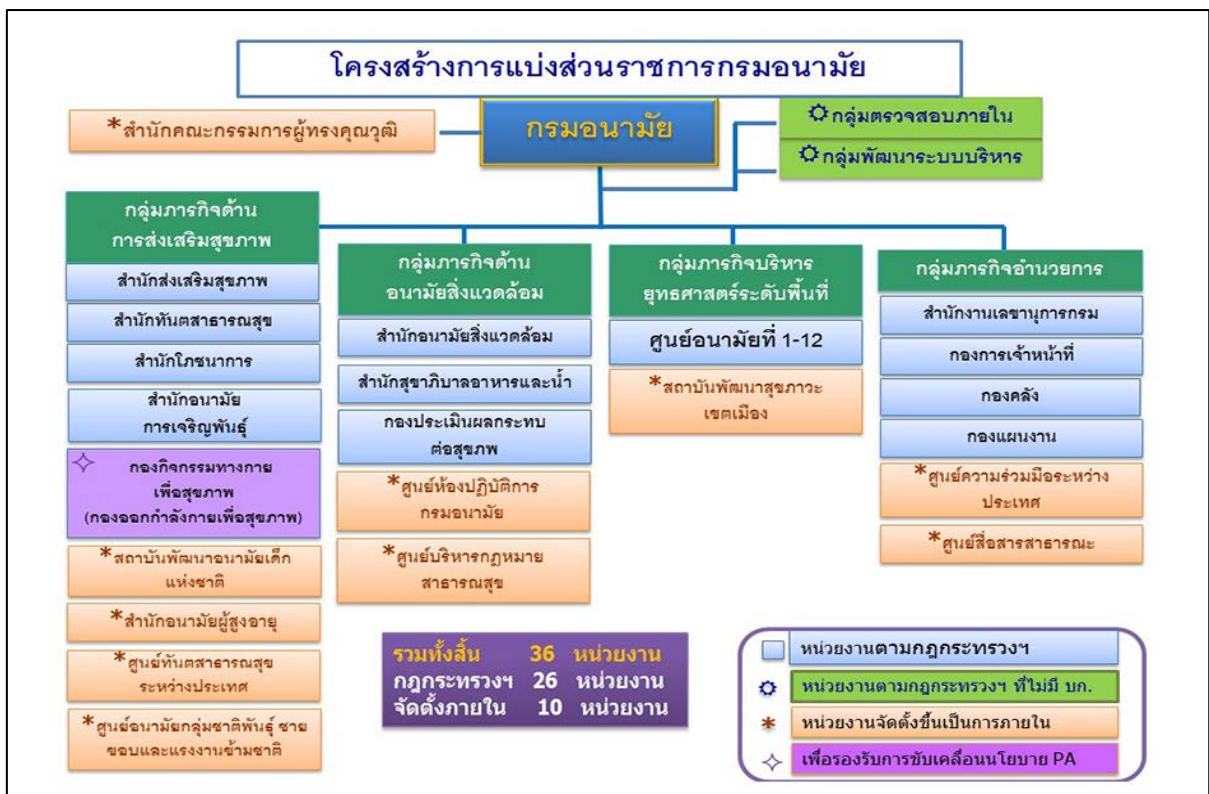 โครงสร้างการแบ่งส่วนราชการกรมอนามัย
*สำนักคณะกรรมการผู้ทรงคุณวุฒิ
กรมอนามัย
กลุ่มตรวจสอบภายใน
กลุ่มพัฒนาระบบบริหาร
กลุ่มภารกิจด้าน
การส่งเสริมสุขภาพ
สำนักส่งเสริมสุขภาพ
สำนักทันตสาธารณสุข
สำนักโภชนาการ
สำนักอนามัย
การเจริญพันธุ์
กองกิจกรรมทางกาย
เพื่อสุขภาพ
(กองออกกำลังกายเพื่อสุขภาพ)
*สถาบันพัฒนาอนามัยเด็ก
แห่งชาติ
*สำนักอนามัยผู้สูงอายุ
*ศูนย์ทันตสาธารณสุข
ระหว่างประเทศ
*ศูนย์อนามัยกลุ่มชาติพันธุ์ ชาย
ขอบและแรงงานข้ามชาติ
กลุ่มภารกิจด้าน
อนามัยสิ่งแวดล้อม
สำนักอนามัยสิ่งแวดล้อม
สำนักสุขาภิบาลอาหารและน้ำ
กองประเมินผลกระทบ
ต่อสุขภาพ
*ศูนย์ห้องปฏิบัติการ
กรมอนามัย
*ศูนย์บริหารกฎหมาย
สาธารณสุข
กลุ่มภารกิจบริหาร
ยุทธศาสตร์ระดับพื้นที่
ศูนย์อนามัยที่ 1-12
*สถาบันพัฒนาสุขภาวะ
เขตเมือง
กลุ่มภารกิจอำนวยการ
สำนักงานเลขานุการกรม
กองการเจ้าหน้าที่
กองคลัง
กองแผนงาน
*ศูนย์ความร่วมมือระหว่าง
ประเทศ
*ศูนย์สื่อสารสาธารณะ
รวมทั้งสิ้น 36 หน่วยงาน
กฎกระทรวงฯ 26 หน่วยงาน
จัดตั้งภายใน 10 หน่วยงาน
หน่วยงานตามกฎกระทรวงฯ
หน่วยงานตามกฎกระทรวงฯ ที่ไม่มี บก.
* หน่วยงานจัดตั้งขึ้นเป็นการภายใน
เพื่อรองรับการขับเคลื่อนนโยบาย PA